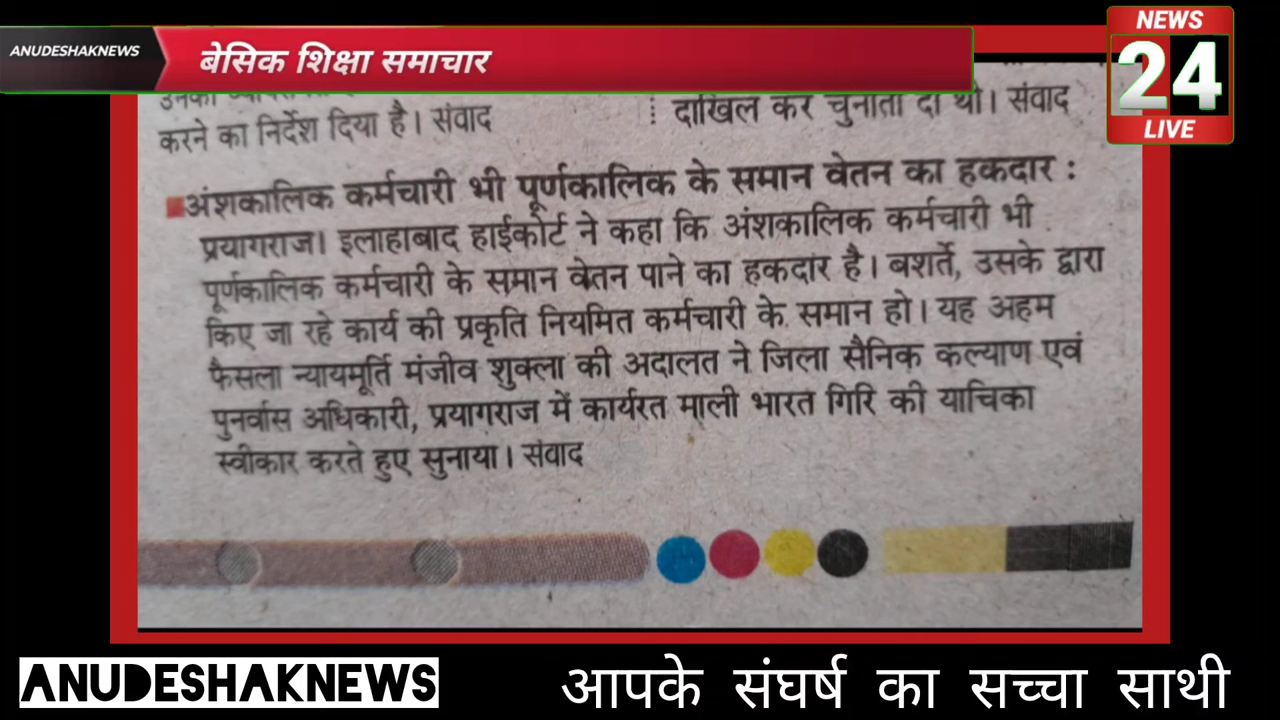 ANUDESHAKNEWS
बेसिक शिक्षा समाचार
NEWS
24
LIVE
करने का निर्देश दिया है। संवाद
दाखिल कर चुनौती दी थी। संवाद
अंशकालिक कर्मचारी भी पूर्णकालिक के समान वेतन का हकदार :
प्रयागराज। इलाहाबाद हाईकोर्ट ने कहा कि अंशकालिक कर्मचारी भी
पूर्णकालिक कर्मचारी के समान वेतन पाने का हकदार है। बशर्ते, उसके द्वारा
किए जा रहे कार्य की प्रकृति नियमित कर्मचारी के समान हो। यह अहम
फैसला न्यायमूर्ति मंजीव शुक्ला की अदालत ने जिला सैनिक कल्याण एवं
पुनर्वास अधिकारी, प्रयागराज में कार्यरत माली भारत गिरि की याचिका
स्वीकार करते हुए सुनाया। संवाद
ANUDESHAKNEWS
आपके संघर्ष का सच्चा साथी